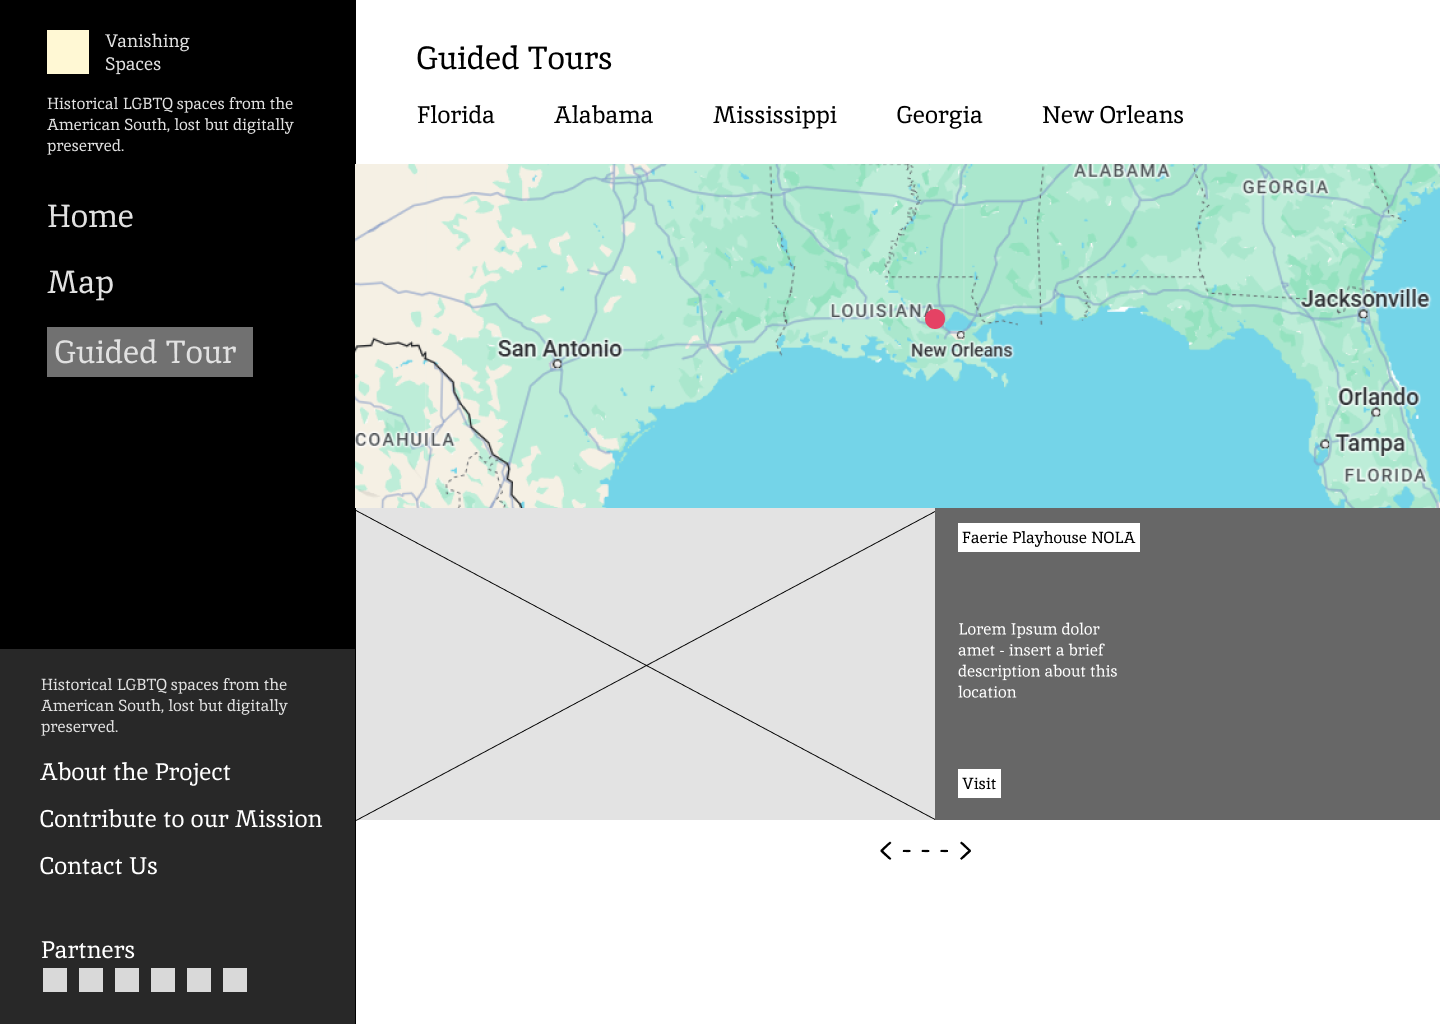 Vanishing
Spaces
Historical LGBTQ spaces from the
American South, lost but digitally
preserved.
Home
Map
Guided Tour
Historical LGBTQ spaces from the
American South, lost but digitally
preserved.
About the Project
Contribute to our Mission
Contact Us
Partners
Guided Tours
Florida Alabama Mississippi Georgia New Orleans
ALABAMA
GEORGIA
Jacksonville
LOUISIANA
San Antonio
New Orleans
Orlando
COAHUILA
Tampa
FLORIDA
Faerie Playhouse NOLA
Lorem Ipsum dolor
amet - insert a brief
description about this
location
Visit
< - - - >